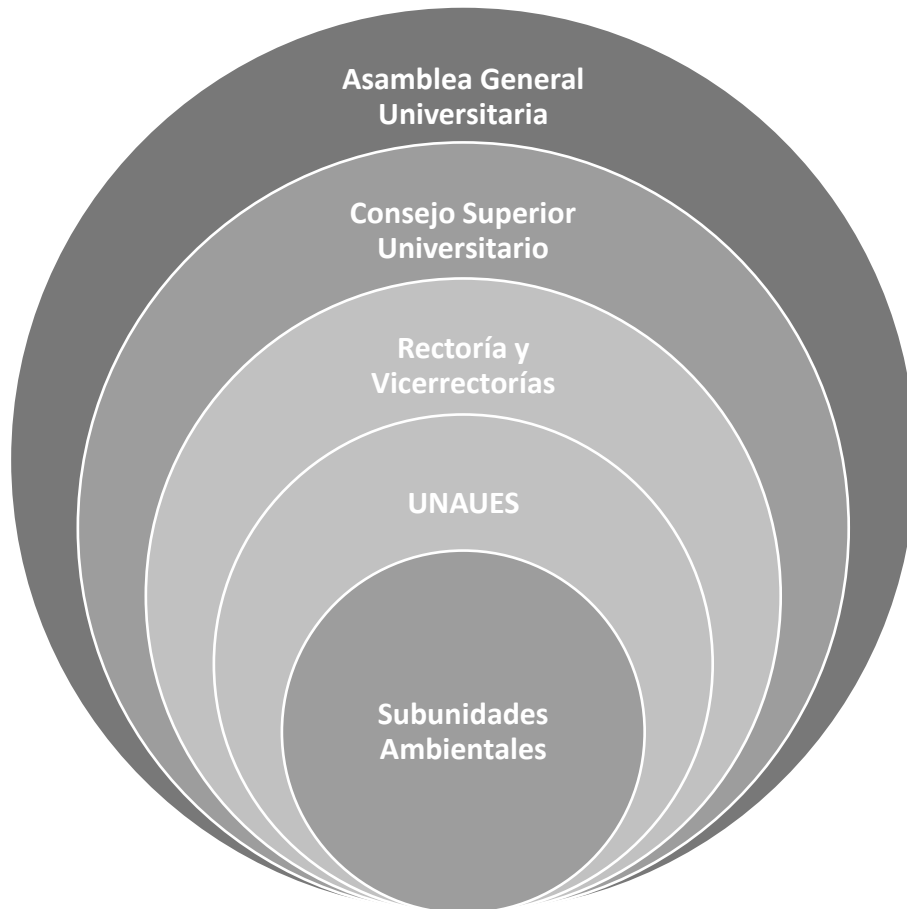 Asamblea General
Universitaria
Consejo Superior
Universitario
Rectoría y
Vicerrectorías
UNAUES
Subunidades
Ambientales